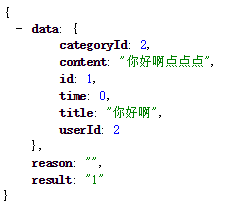 {
- data: {
categoryId: 2,
content: "你好啊点点点",
id: 1,
time: 0,
title: "你好啊",
userId: 2
},
reason: "",
result: "1"
}